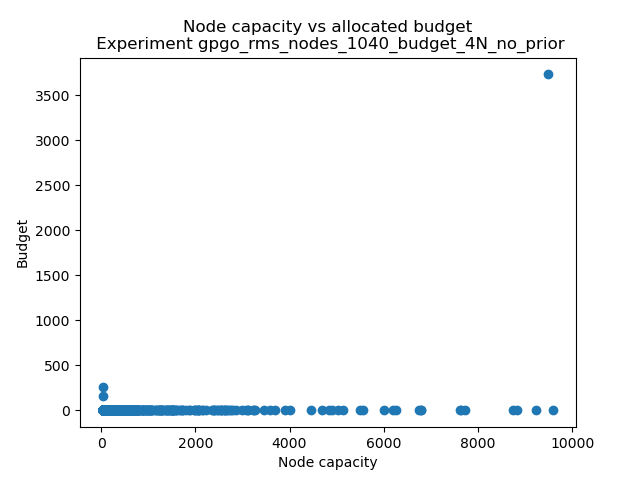 Node capacity vs allocated budget
Experiment gpgo_rms_nodes_1040_budget_4N_no_prior
3500
3000
2500
2000
1500
1000
500
0
Budget
0 2000 4000 6000 8000 10000
Node capacity